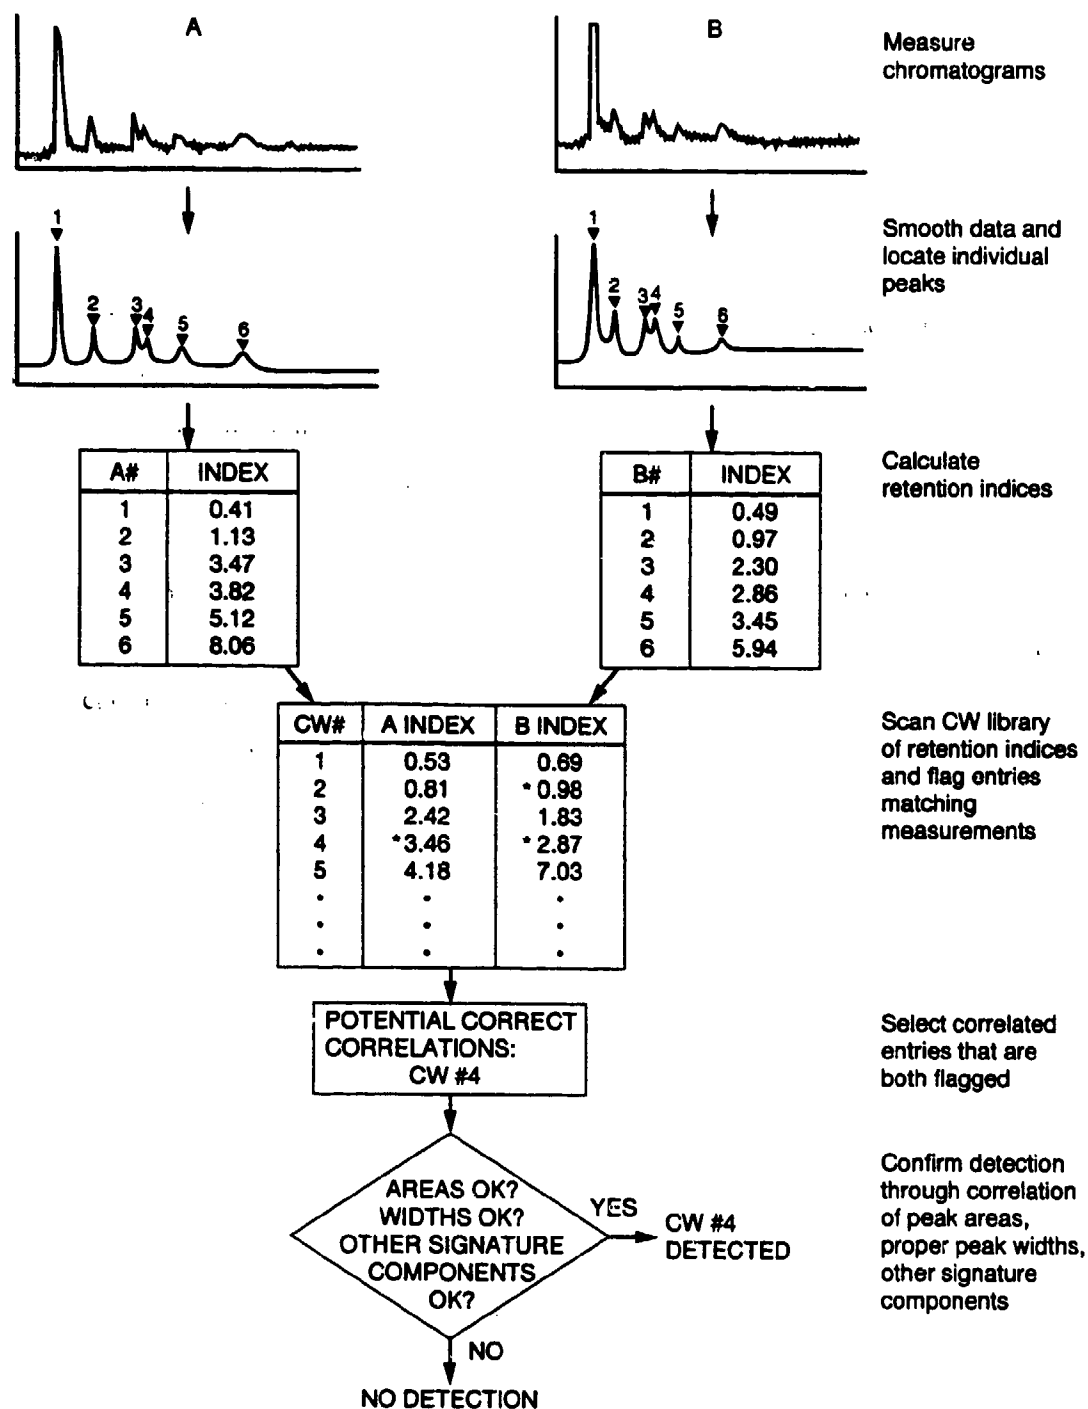 A
B
Measure
chromatograms
1
2
3
4
5
6
1
2
3
4
5
6
Smooth data and
locate individual
peaks
A# INDEX
1 0.41
2 1.13
3 3.47
4 3.82
5 5.12
6 8.06
B# INDEX
1 0.49
2 0.97
3 2.30
4 2.86
5 3.45
6 5.94
Calculate
retention indices
CW# A INDEX B INDEX
1 0.53 0.69
2 0.81 *0.98
3 2.42 1.83
4 *3.46 *2.87
5 4.18 7.03
Scan CW library
of retention indices
and flag entries
matching
measurements
POTENTIAL CORRECT
CORRELATIONS:
CW #4
Select correlated
entries that are
both flagged
AREAS OK?
WIDTHS OK?
OTHER SIGNATURE
COMPONENTS
OK?
YES
CW #4
DETECTED
NO
NO DETECTION
Confirm detection
through correlation
of peak areas,
proper peak widths,
other signature
components